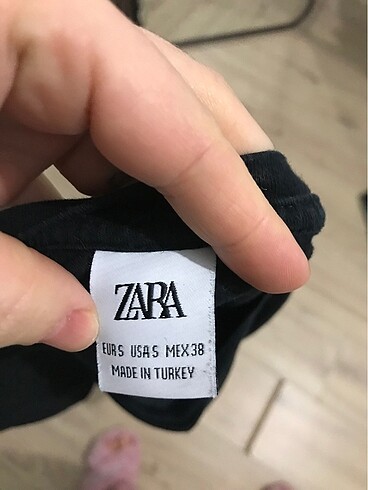 ZARA
EUR S USA S MEX 38
MADE IN TURKEY